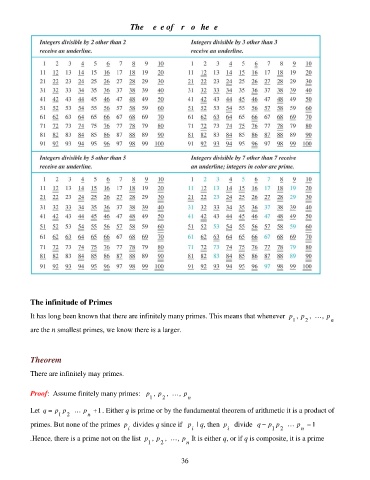 The   e e of   r  o  he e
Integers divisible by 2 other than 2
receive an underline.
1 2 3 4 5 6 7 8 9 10
11 12 13 14 15 16 17 18 19 20
21 22 23 24 25 26 27 28 29 30
31 32 33 34 35 36 37 38 39 40
41 42 43 44 45 46 47 48 49 50
51 52 53 54 55 56 57 58 59 60
61 62 63 64 65 66 67 68 69 70
71 72 73 74 75 76 77 78 79 80
81 82 83 84 85 86 87 88 89 90
91 92 93 94 95 96 97 98 99 100
Integers divisible by 3 other than 3
receive an underline.
1 2 3 4 5 6 7 8 9 10
11 12 13 14 15 16 17 18 19 20
21 22 23 24 25 26 27 28 29 30
31 32 33 34 35 36 37 38 39 40
41 42 43 44 45 46 47 48 49 50
51 52 53 54 55 56 57 58 59 60
61 62 63 64 65 66 67 68 69 70
71 72 73 74 75 76 77 78 79 80
81 82 83 84 85 86 87 88 89 90
91 92 93 94 95 96 97 98 99 100
Integers divisible by 5 other than 5
receive an underline.
1 2 3 4 5 6 7 8 9 10
11 12 13 14 15 16 17 18 19 20
21 22 23 24 25 26 27 28 29 30
31 32 33 34 35 36 37 38 39 40
41 42 43 44 45 46 47 48 49 50
51 52 53 54 55 56 57 58 59 60
61 62 63 64 65 66 67 68 69 70
71 72 73 74 75 76 77 78 79 80
81 82 83 84 85 86 87 88 89 90
91 92 93 94 95 96 97 98 99 100
Integers divisible by 7 other than 7 receive
an underline; integers in color are prime.
1 2 3 4 5 6 7 8 9 10
11 12 13 14 15 16 17 18 19 20
21 22 23 24 25 26 27 28 29 30
31 32 33 34 35 36 37 38 39 40
41 42 43 44 45 46 47 48 49 50
51 52 53 54 55 56 57 58 59 60
61 62 63 64 65 66 67 68 69 70
71 72 73 74 75 76 77 78 79 80
81 82 83 84 85 86 87 88 89 90
91 92 93 94 95 96 97 98 99 100
The infinitude of Primes
It has long been known that there are infinitely many primes. This means that whenever p₁, p₂, …, pₙ
are the n smallest primes, we know there is a larger.
Theorem
There are infinitely may primes.
Proof: Assume finitely many primes: p₁, p₂, …, pₙ
Let q = p₁p₂ … pₙ +1. Either q is prime or by the fundamental theorem of arithmetic it is a product of
primes. But none of the primes pᵢ divides q since if pᵢ | q, then pᵢ divide q − p₁p₂ … pₙ = 1
.Hence, there is a prime not on the list p₁, p₂, …, pₙ It is either q, or if q is composite, it is a prime
36